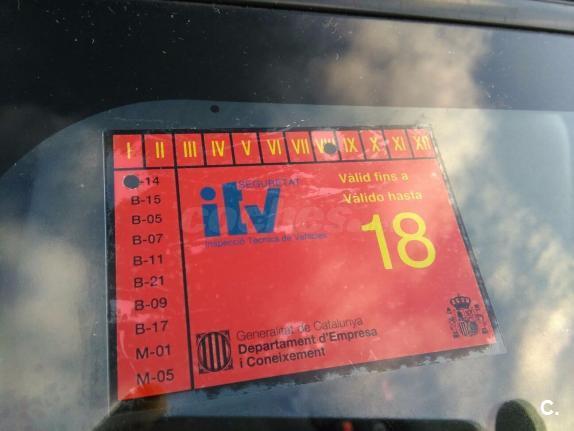 I II III IV V VI VII IX X XI XII
-14
B-15
B-05
B-07
B-11
B-21
B-09
B-17
M-01
M-05
SEGURETAT
itv
Inspecció Tècnica de Vehicles
Vàlid fins a
Válido hasta
18
Generalitat de Catalunya
Departament d'Empresa
i Coneixement
C.